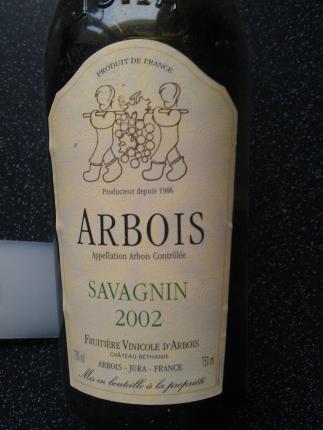 PRODUIT DE FRANCE
Producteur depuis 1906
ARBOIS
Appellation Arbois Contrôlée
SAVAGNIN
2002
FRUITIÈRE VINICOLE D'ARBOIS
CHÂTEAU BÉTHANIE
ARBOIS - JURA - FRANCE
750 ml
Mis en bouteille à la propriété